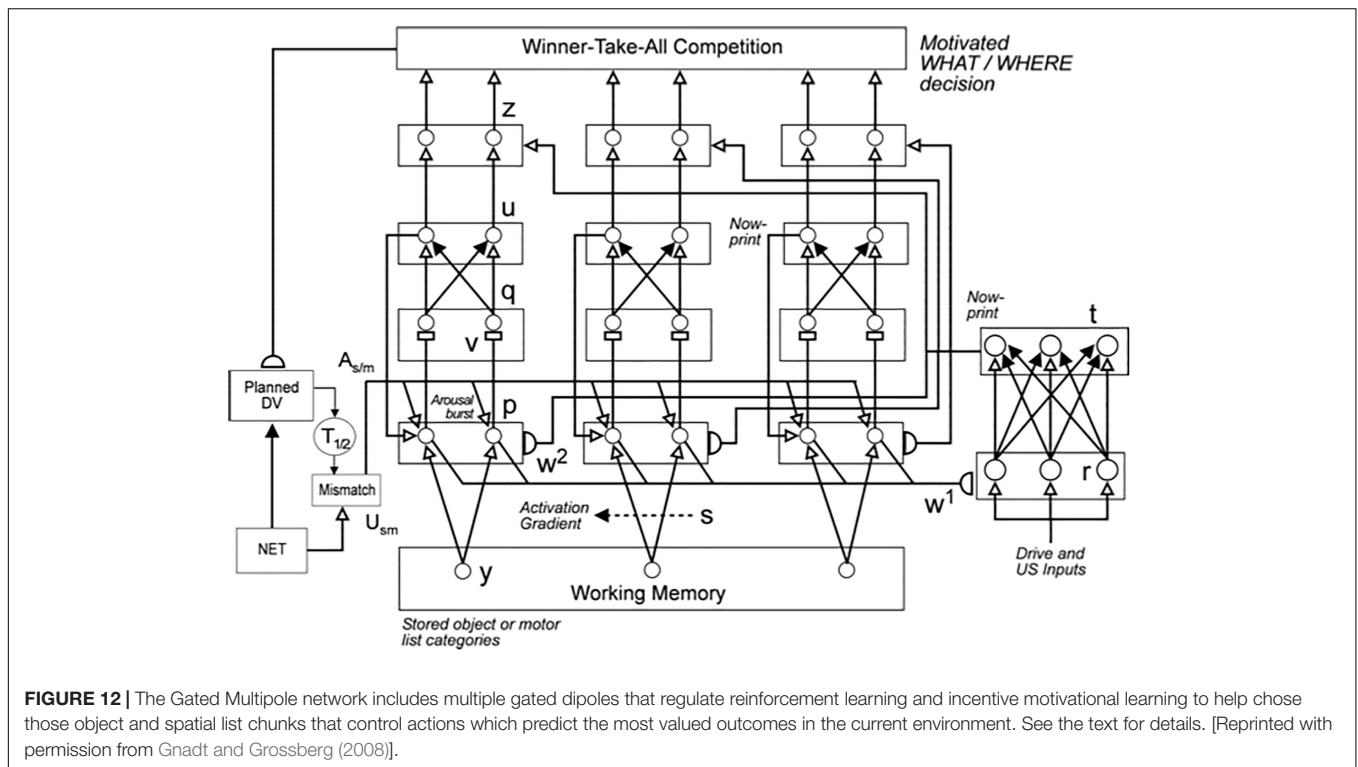 Winner-Take-All Competition
Motivated
WHAT / WHERE
decision
z
u
Now-
print
q
Now-
print
t
v
A_{s/m}
Planned
DV
Arousal
burst
p
T_{1/2}
w^2
r
Mismatch
w^1
Activation
Gradient
s
U_{sm}
NET
Drive and
US Inputs
y
Working Memory
Stored object or motor
list categories
FIGURE 12 | The Gated Multipole network includes multiple gated dipoles that regulate reinforcement learning and incentive motivational learning to help chose
those object and spatial list chunks that control actions which predict the most valued outcomes in the current environment. See the text for details. [Reprinted with
permission from Gnadt and Grossberg (2008)].